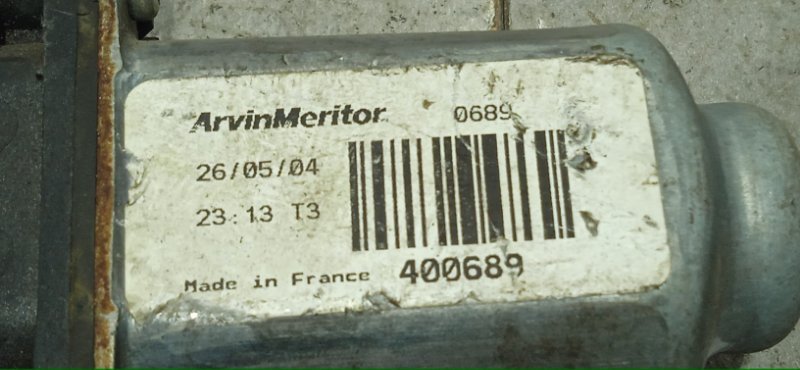 ArvinMeritor 0689
26/05/04
23:13 T3
Made in France 400689